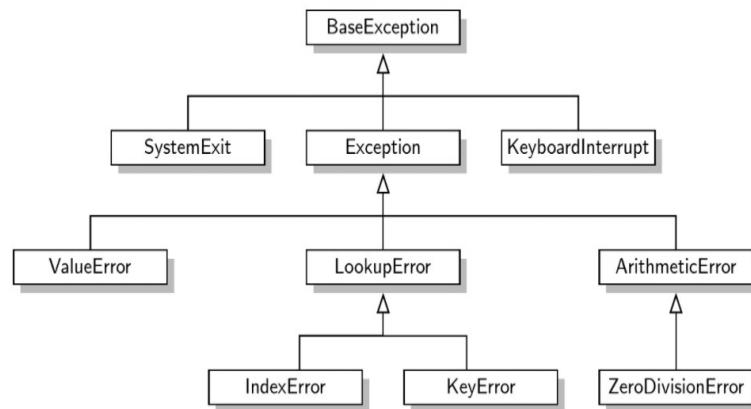 BaseException
SystemExit
Exception
KeyboardInterrupt
ValueError
LookupError
ArithmeticError
IndexError
KeyError
ZeroDivisionError